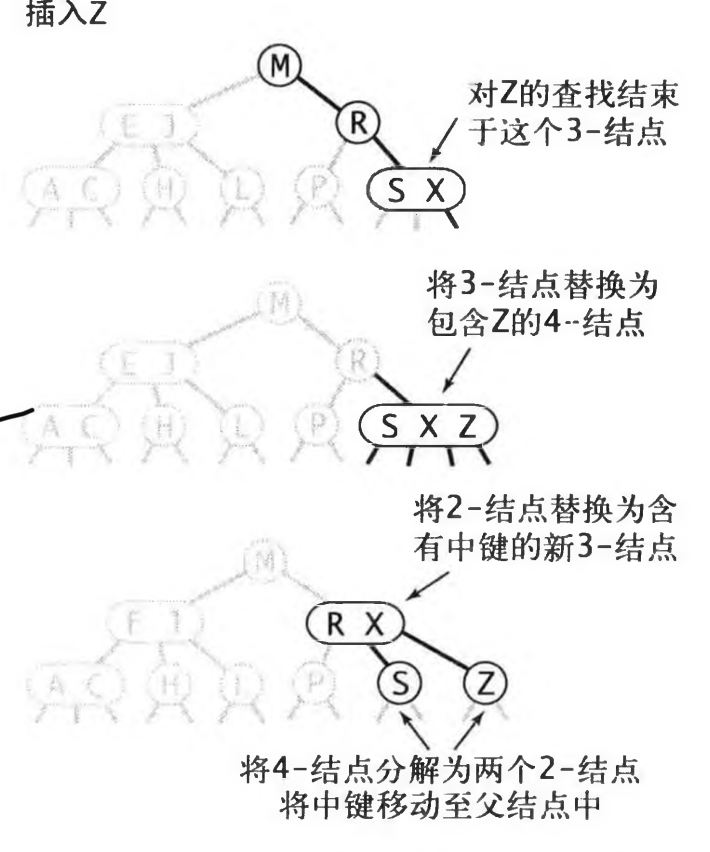 插入Z
M
E J
R
对Z的查找结束
于这个3-结点
A C H L P S X
将3-结点替换为
包含Z的4--结点
M
E J
R
A C H L P S X Z
将2-结点替换为含
有中键的新3-结点
M
R X
A C H P S Z
将4-结点分解为两个2-结点
将中键移动至父结点中